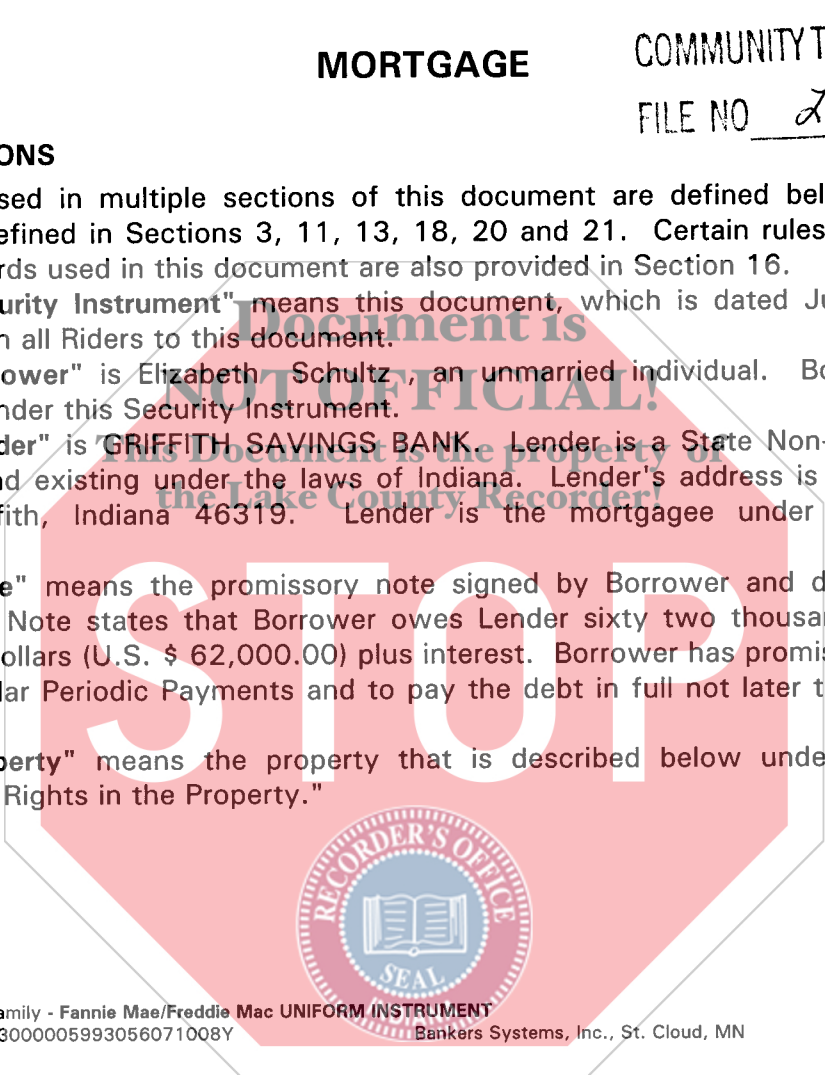 MORTGAGE
COMMUNITY T
FILE NO 2
ONS
sed in multiple sections of this document are defined bel
efined in Sections 3, 11, 13, 18, 20 and 21. Certain rules
rds used in this document are also provided in Section 16.
urity Instrument" means this document, which is dated Ju
n all Riders to this document.
ower" is Elizabeth Schultz , an unmarried individual. Bo
nder this Security Instrument.
der" is GRIFFITH SAVINGS BANK. Lender is a State Non-
d existing under the laws of Indiana. Lender's address is
fith, Indiana 46319. Lender is the mortgagee under
e" means the promissory note signed by Borrower and d
Note states that Borrower owes Lender sixty two thousa
ollars (U.S. $ 62,000.00) plus interest. Borrower has promis
lar Periodic Payments and to pay the debt in full not later t
perty" means the property that is described below unde
Rights in the Property."
Document is
NOT OFFICIAL!
This Document is the property of
the Lake County Recorder!
STOP
RECORDER'S OFFICE
SEAL
INDIANA
amily - Fannie Mae/Freddie Mac UNIFORM INSTRUMENT
3000005993056071008Y Bankers Systems, Inc., St. Cloud, MN